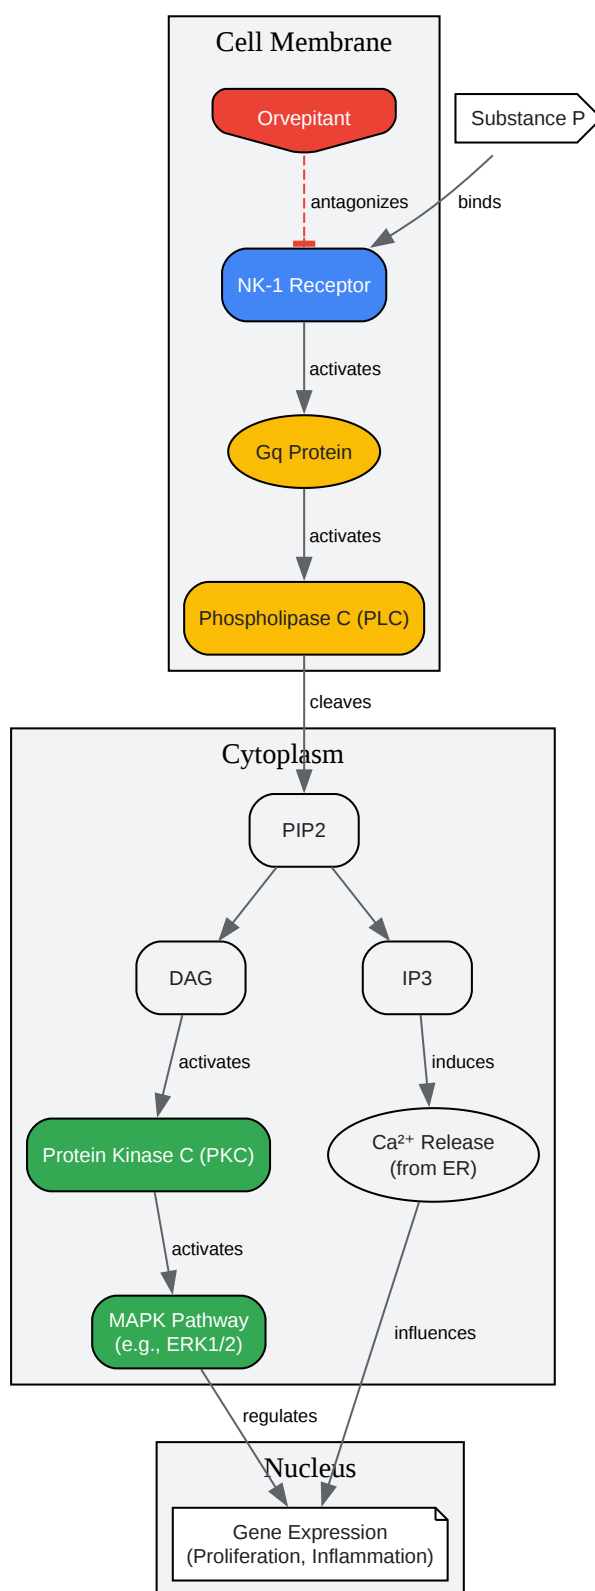 Cell Membrane
Orvepitant
Substance P
antagonizes
binds
NK-1 Receptor
activates
Gq Protein
activates
Phospholipase C (PLC)
cleaves
Cytoplasm
PIP2
DAG
IP3
activates
induces
Protein Kinase C (PKC)
Ca²⁺ Release
(from ER)
activates
MAPK Pathway
(e.g., ERK1/2)
influences
regulates
Nucleus
Gene Expression
(Proliferation, Inflammation)